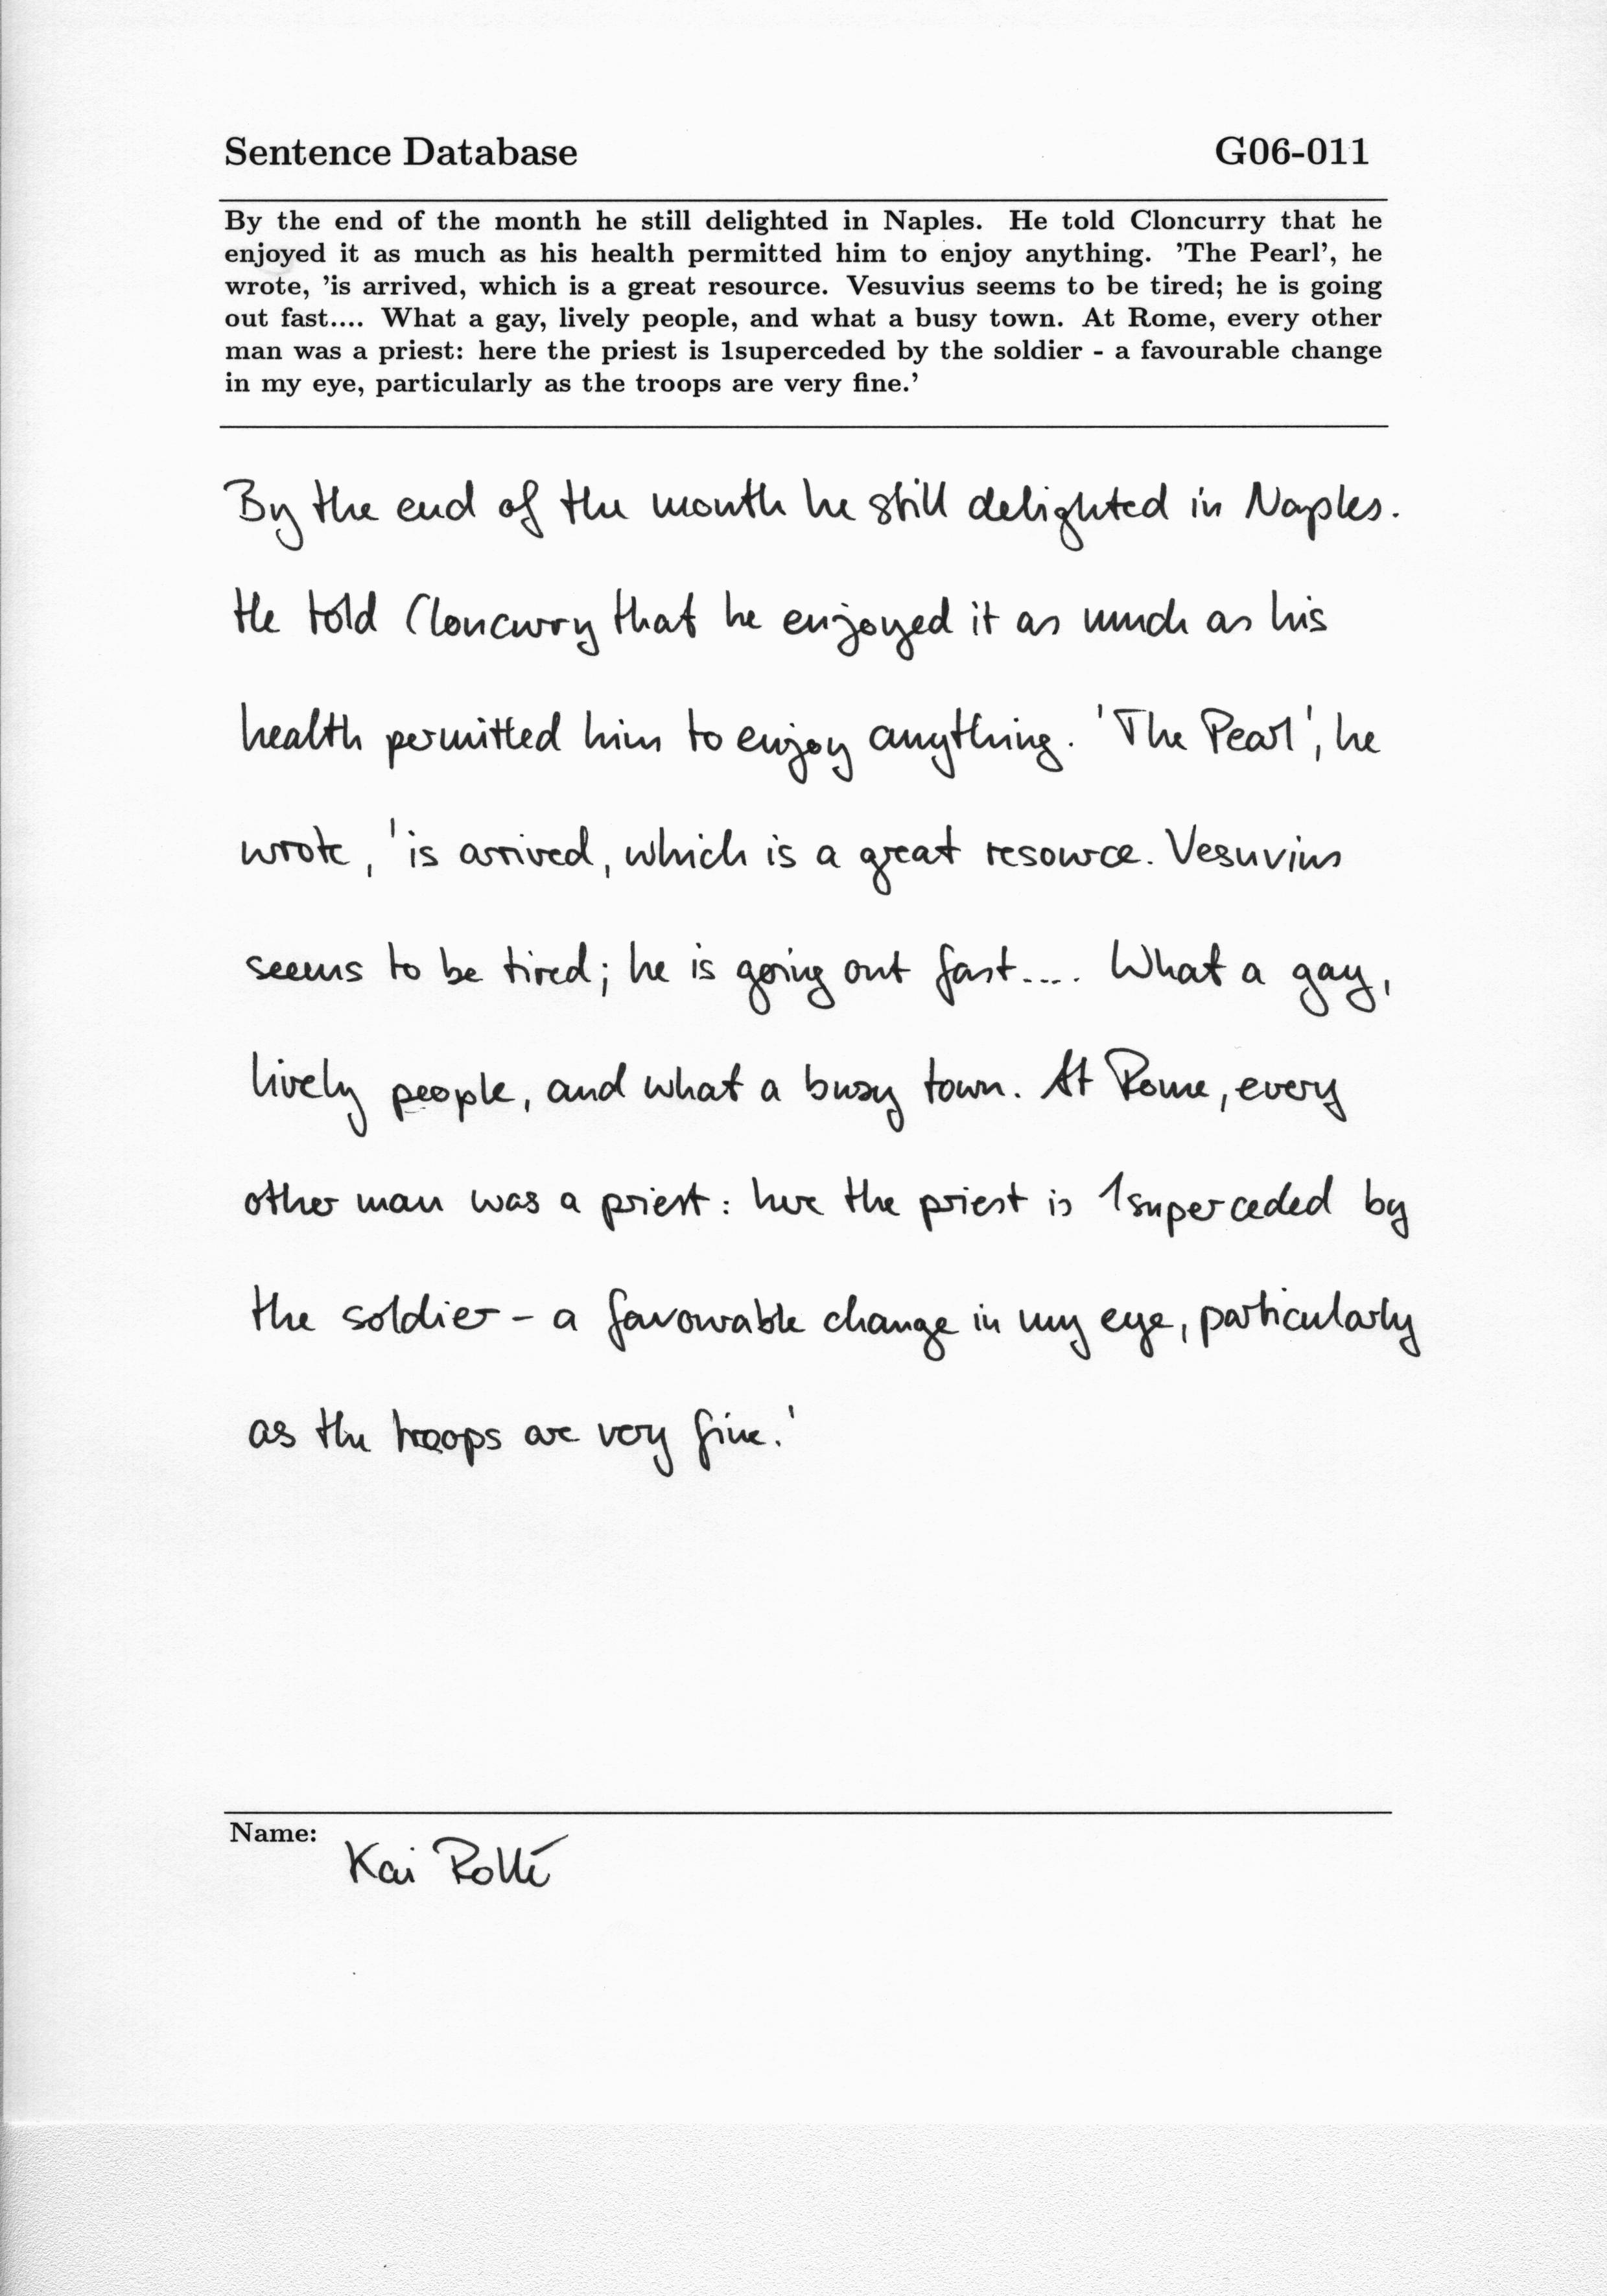 Sentence Database G06-011
By the end of the month he still delighted in Naples. He told Cloncurry that he
enjoyed it as much as his health permitted him to enjoy anything. 'The Pearl', he
wrote, 'is arrived, which is a great resource. Vesuvius seems to be tired; he is going
out fast.... What a gay, lively people, and what a busy town. At Rome, every other
man was a priest: here the priest is 1superceded by the soldier - a favourable change
in my eye, particularly as the troops are very fine.'
By the end of the month he still delighted in Naples.
He told Cloncurry that he enjoyed it as much as his
health permitted him to enjoy anything. 'The Pearl', he
wrote, 'is arrived, which is a great resource. Vesuvius
seems to be tired; he is going out fast.... What a gay,
lively people, and what a busy town. At Rome, every
other man was a priest: here the priest is 1superceded by
the soldier - a favourable change in my eye, particularly
as the troops are very fine.'
Name: Kai